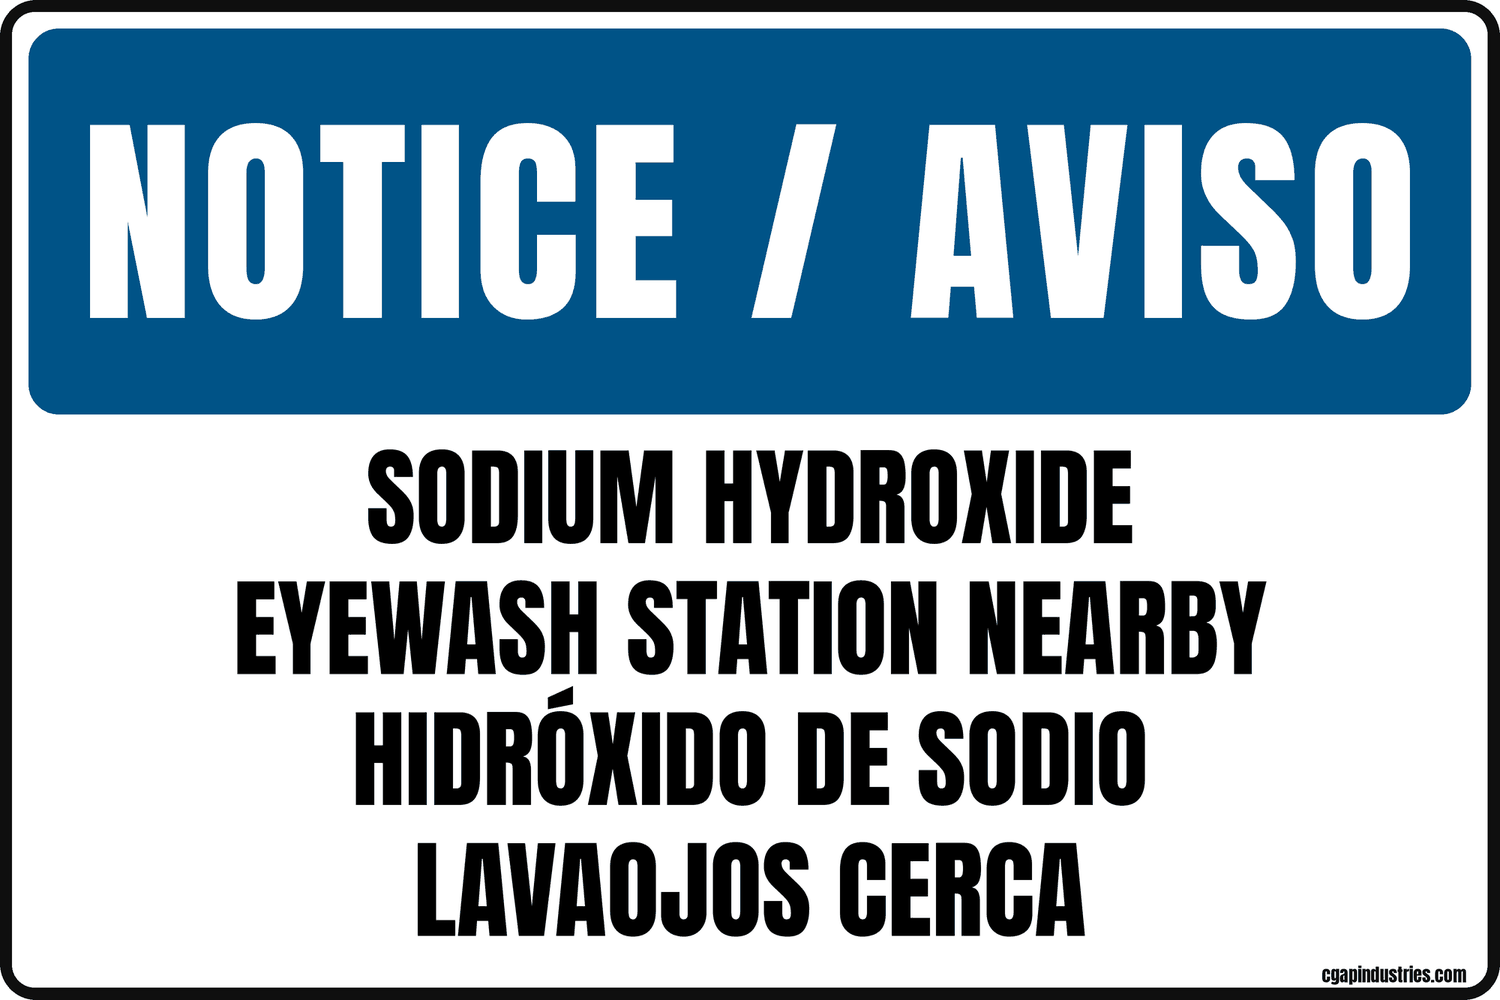 NOTICE / AVISO
SODIUM HYDROXIDE
EYEWASH STATION NEARBY
HIDRÓXIDO DE SODIO
LAVAOJOS CERCA
cgapindustries.com